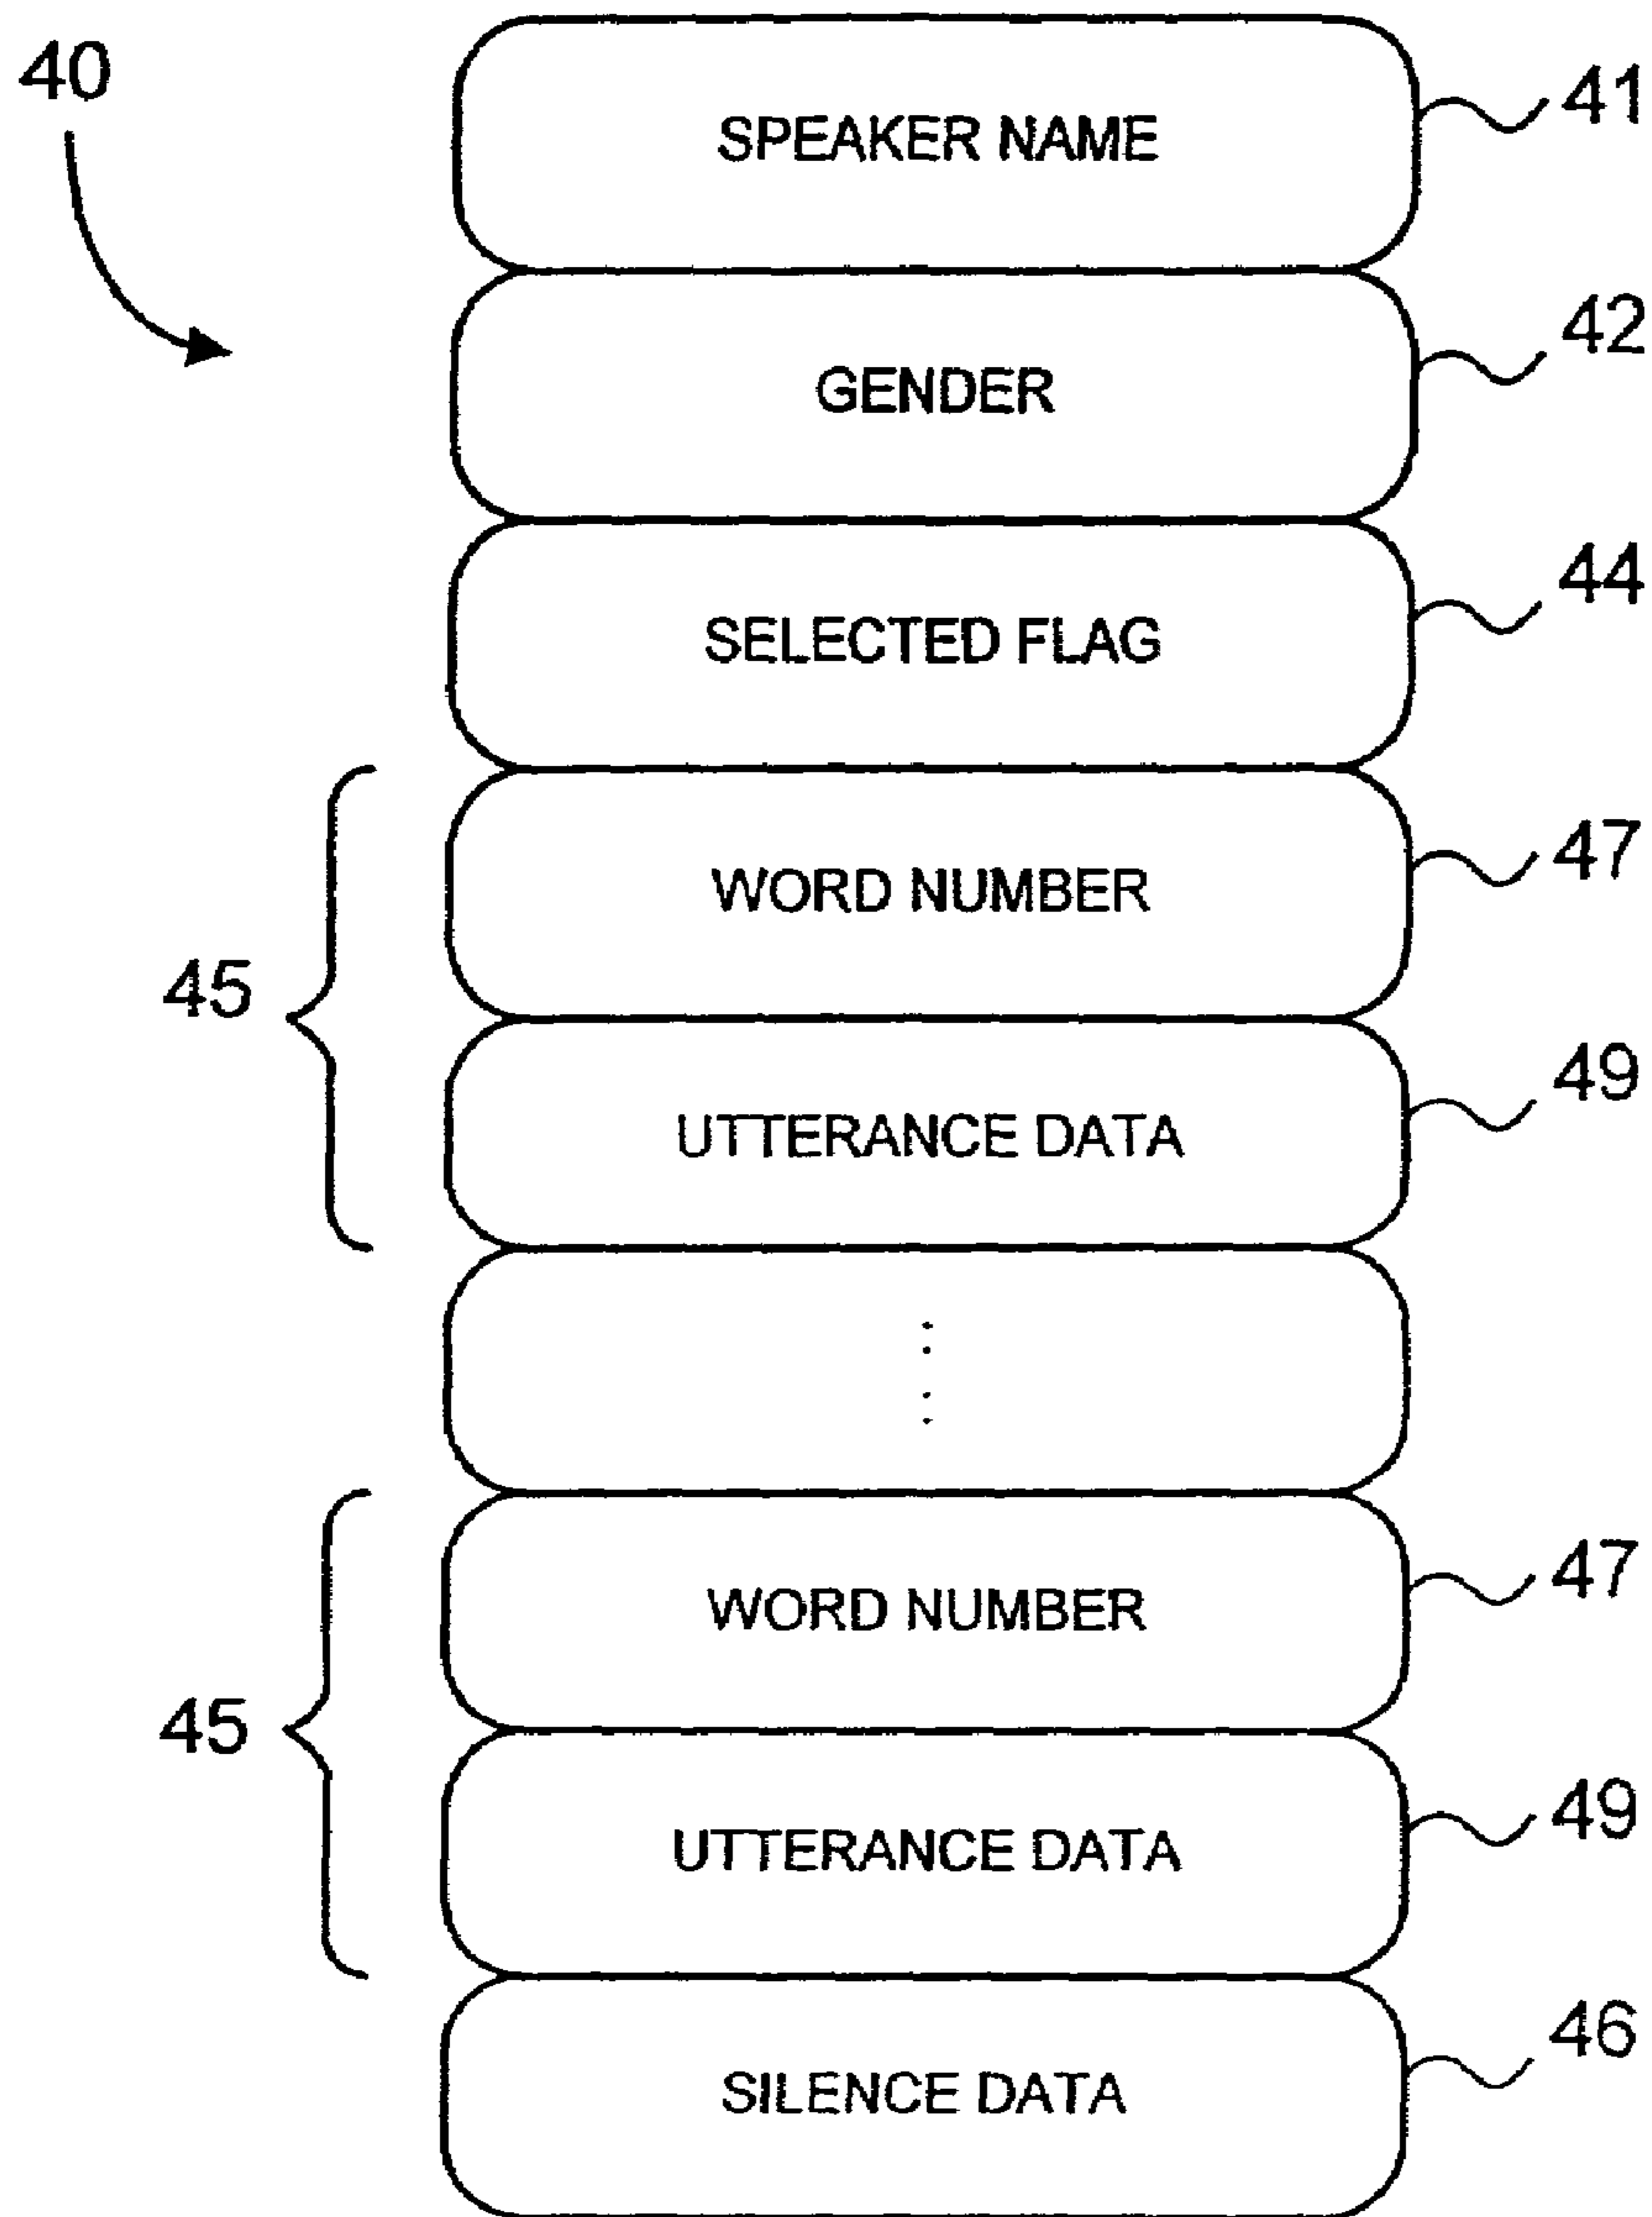 40
SPEAKER NAME 41
GENDER 42
SELECTED FLAG 44
WORD NUMBER 47
45
UTTERANCE DATA 49
WORD NUMBER 47
45
UTTERANCE DATA 49
SILENCE DATA 46